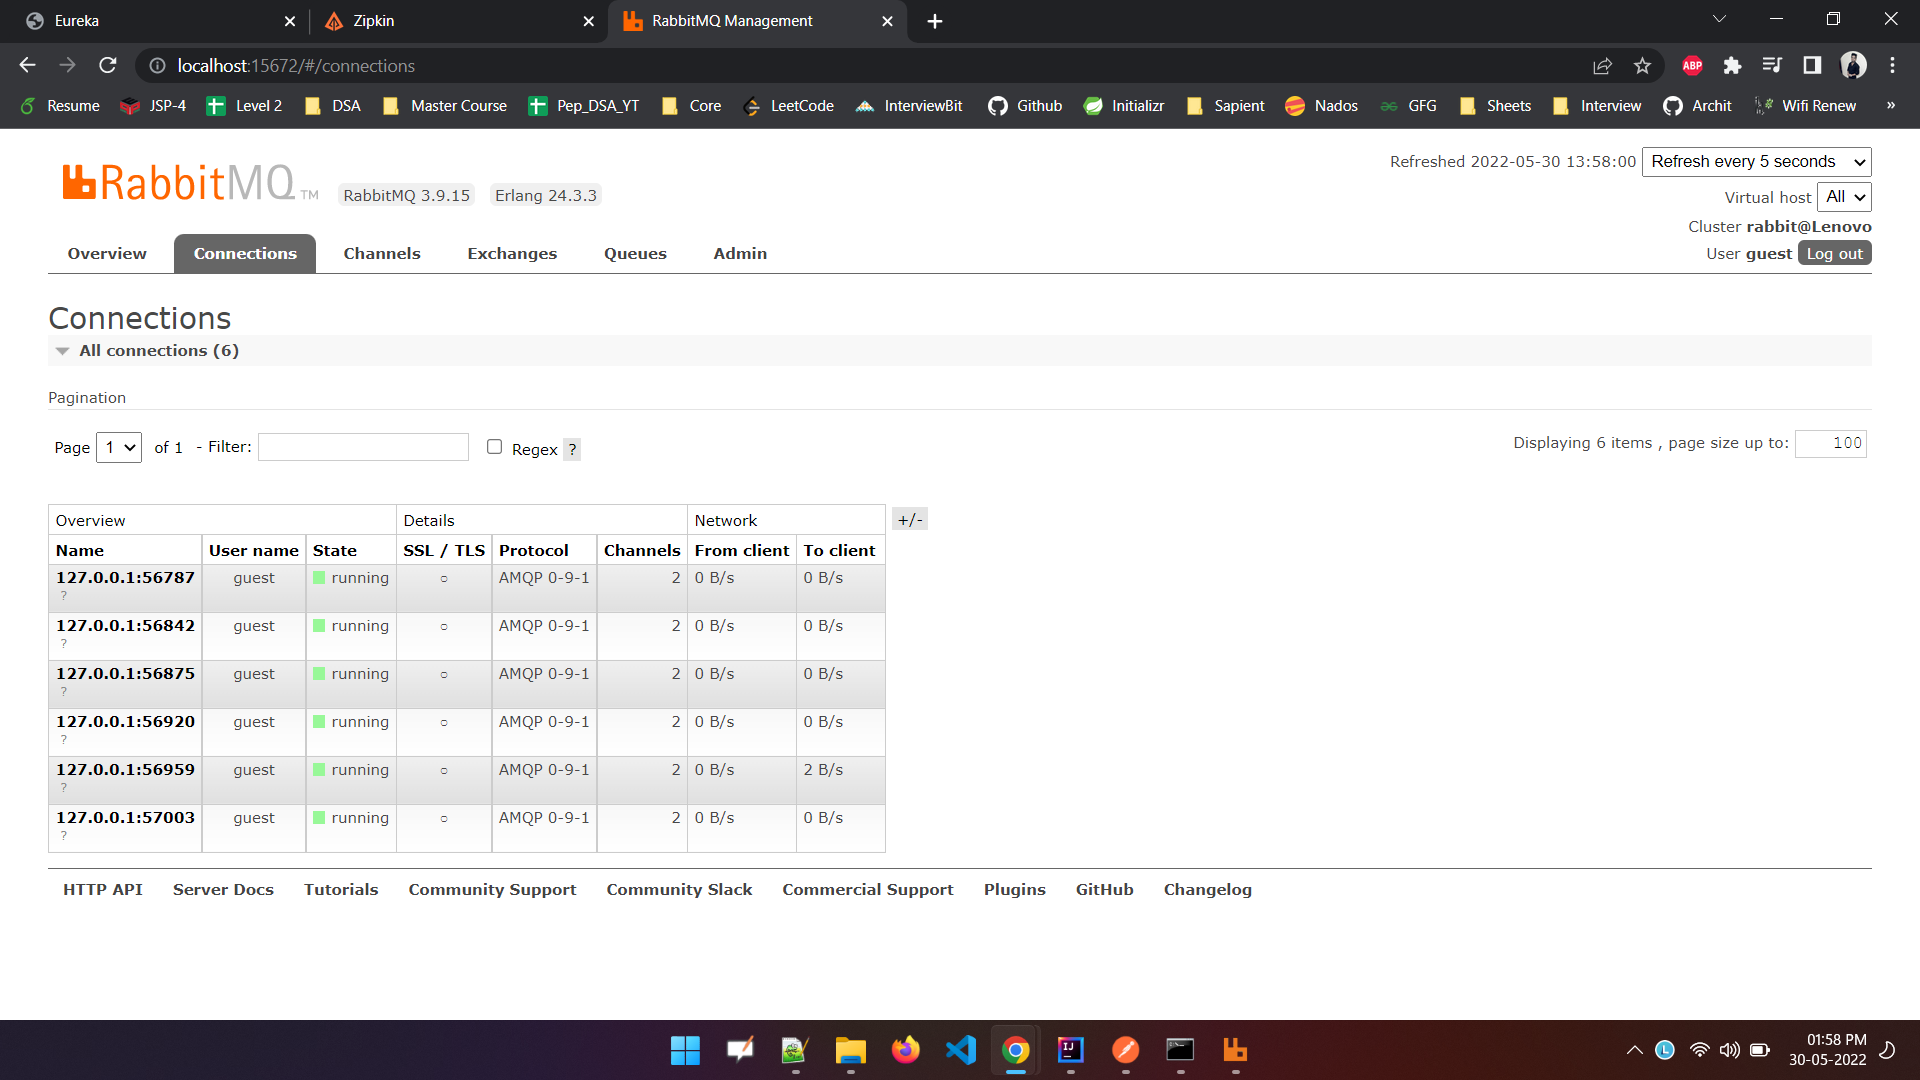 Eureka
Zipkin
RabbitMQ Management
localhost:15672/#/connections
ABP
Resume JSP-4 Level 2 DSA Master Course Pep_DSA_YT Core LeetCode InterviewBit Github Initializr Sapient Nados GFG Sheets Interview Archit Wifi Renew »
RabbitMQ TM RabbitMQ 3.9.15 Erlang 24.3.3
Refreshed 2022-05-30 13:58:00 Refresh every 5 seconds
Virtual host All
Cluster rabbit@Lenovo
User guest Log out
Overview Connections Channels Exchanges Queues Admin
Connections
All connections (6)
Pagination
Page 1 of 1 - Filter: Regex ? Displaying 6 items , page size up to: 100
Overview Details Network +/-
Name User name State SSL / TLS Protocol Channels From client To client
127.0.0.1:56787 guest running ○ AMQP 0-9-1 2 0 B/s 0 B/s
?
127.0.0.1:56842 guest running ○ AMQP 0-9-1 2 0 B/s 0 B/s
?
127.0.0.1:56875 guest running ○ AMQP 0-9-1 2 0 B/s 0 B/s
?
127.0.0.1:56920 guest running ○ AMQP 0-9-1 2 0 B/s 0 B/s
?
127.0.0.1:56959 guest running ○ AMQP 0-9-1 2 0 B/s 2 B/s
?
127.0.0.1:57003 guest running ○ AMQP 0-9-1 2 0 B/s 0 B/s
?
HTTP API Server Docs Tutorials Community Support Community Slack Commercial Support Plugins GitHub Changelog
IJ
L
01:58 PM
30-05-2022